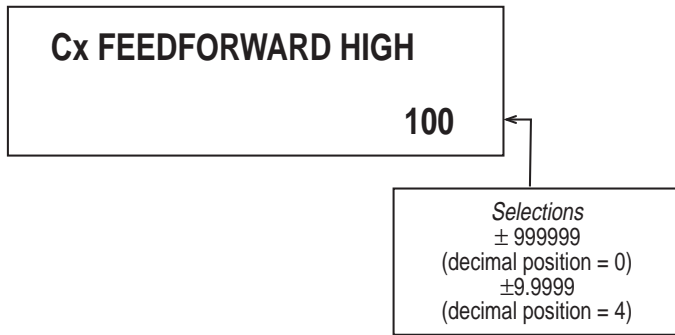 Cx FEEDFORWARD HIGH
100
Selections
± 999999
(decimal position = 0)
±9.9999
(decimal position = 4)